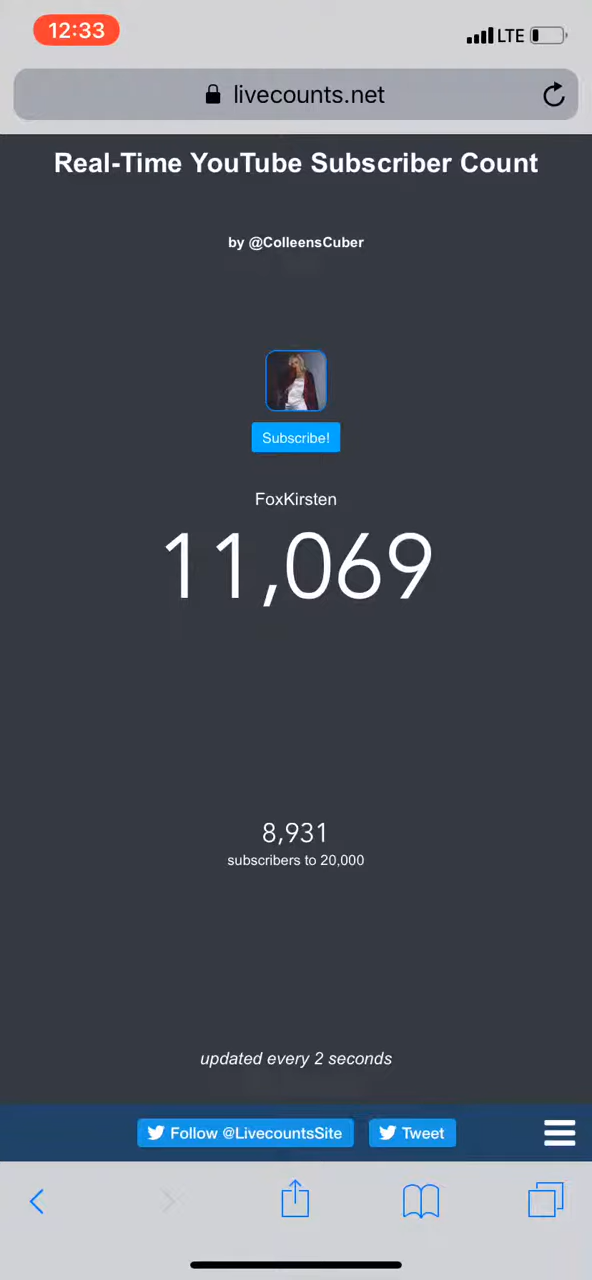 12:33
LTE
livecounts.net
Real-Time YouTube Subscriber Count
by @ColleensCuber
Subscribe!
FoxKirsten
11,069
8,931
subscribers to 20,000
updated every 2 seconds
Follow @LivecountsSite
Tweet